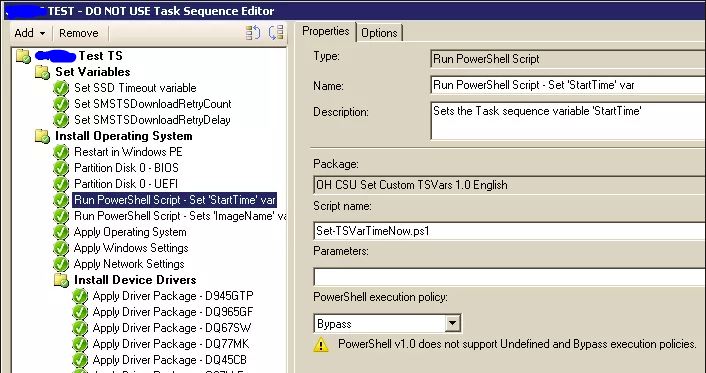 TEST - DO NOT USE Task Sequence Editor
Add
Remove
Test TS
Set Variables
Set SSD Timeout variable
Set SMSTSDownloadRetryCount
Set SMSTSDownloadRetryDelay
Install Operating System
Restart in Windows PE
Partition Disk 0 - BIOS
Partition Disk 0 - UEFI
Run PowerShell Script - Set 'StartTime' var
Run PowerShell Script - Sets 'ImageName' va
Apply Operating System
Apply Windows Settings
Apply Network Settings
Install Device Drivers
Apply Driver Package - D945GTP
Apply Driver Package - DQ965GF
Apply Driver Package - DQ67SW
Apply Driver Package - DQ77MK
Apply Driver Package - DQ45CB
Properties
Options
Type:
Run PowerShell Script
Name:
Run PowerShell Script - Set 'StartTime' var
Description:
Sets the Task sequence variable 'StartTime'
Package:
OH CSU Set Custom TSVars 1.0 English
Script name:
Set-TSVarTimeNow.ps1
Parameters:
PowerShell execution policy:
Bypass
PowerShell v1.0 does not support Undefined and Bypass execution policies.